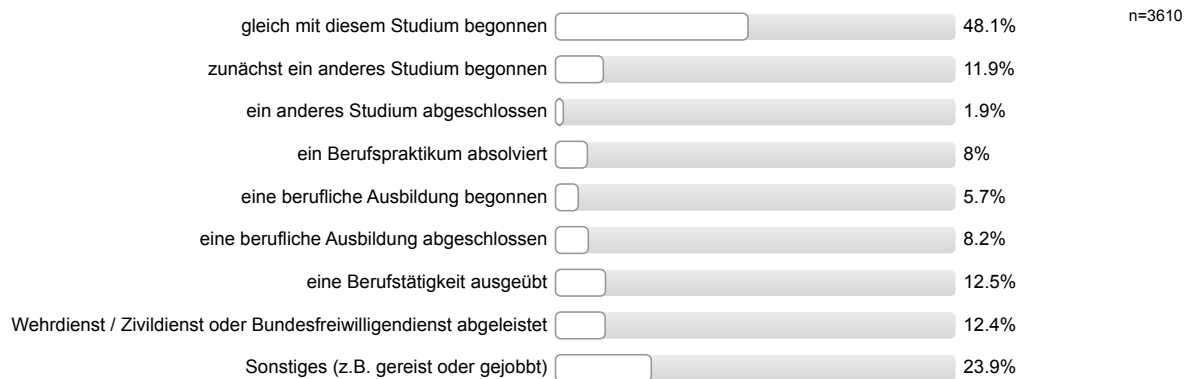 gleich mit diesem Studium begonnen 48.1% n=3610
zunächst ein anderes Studium begonnen 11.9%
ein anderes Studium abgeschlossen 1.9%
ein Berufspraktikum absolviert 8%
eine berufliche Ausbildung begonnen 5.7%
eine berufliche Ausbildung abgeschlossen 8.2%
eine Berufstätigkeit ausgeübt 12.5%
Wehrdienst / Zivildienst oder Bundesfreiwilligendienst abgeleistet 12.4%
Sonstiges (z.B. gereist oder gejobbt) 23.9%